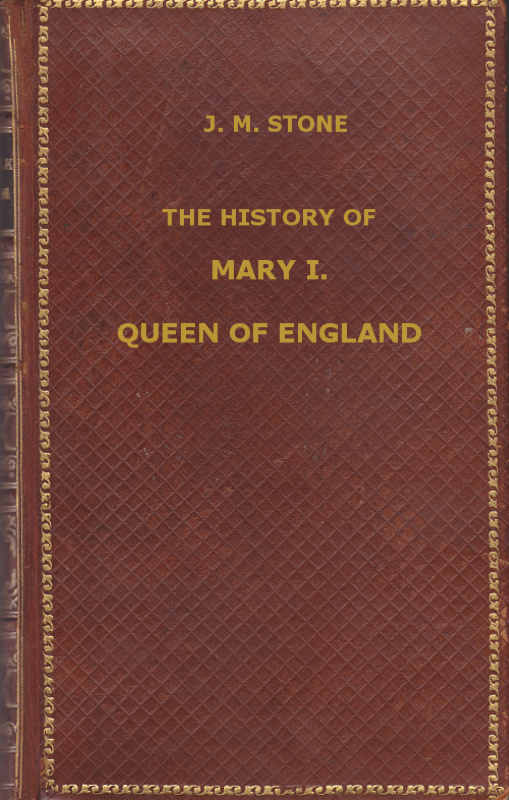 J. M. STONE
THE HISTORY OF
MARY I.
QUEEN OF ENGLAND